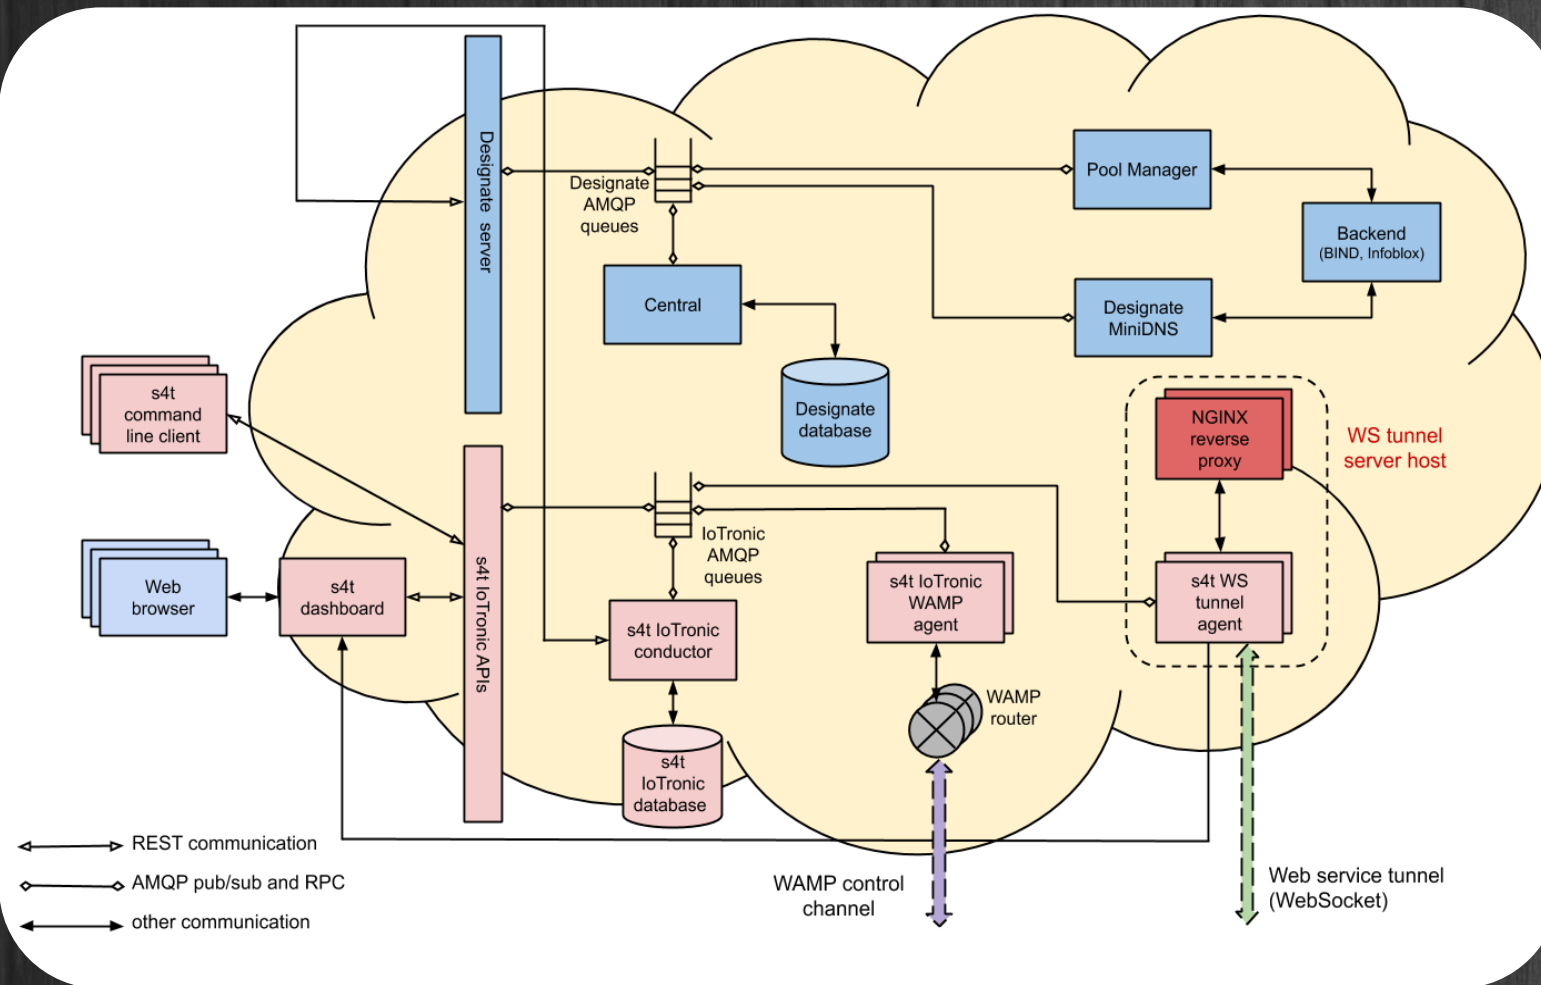 Designate server
Designate
AMQP
queues
Pool Manager
Backend
(BIND, Infoblox)
Central
Designate
MiniDNS
Designate
database
s4t
command
line client
NGINX
reverse
proxy
WS tunnel
server host
Web
browser
s4t
dashboard
s4t IoTronic APIs
IoTronic
AMQP
queues
s4t IoTronic
conductor
s4t IoTronic
WAMP
agent
s4t WS
tunnel
agent
WAMP
router
s4t
IoTronic
database
REST communication
AMQP pub/sub and RPC
other communication
WAMP control
channel
Web service tunnel
(WebSocket)